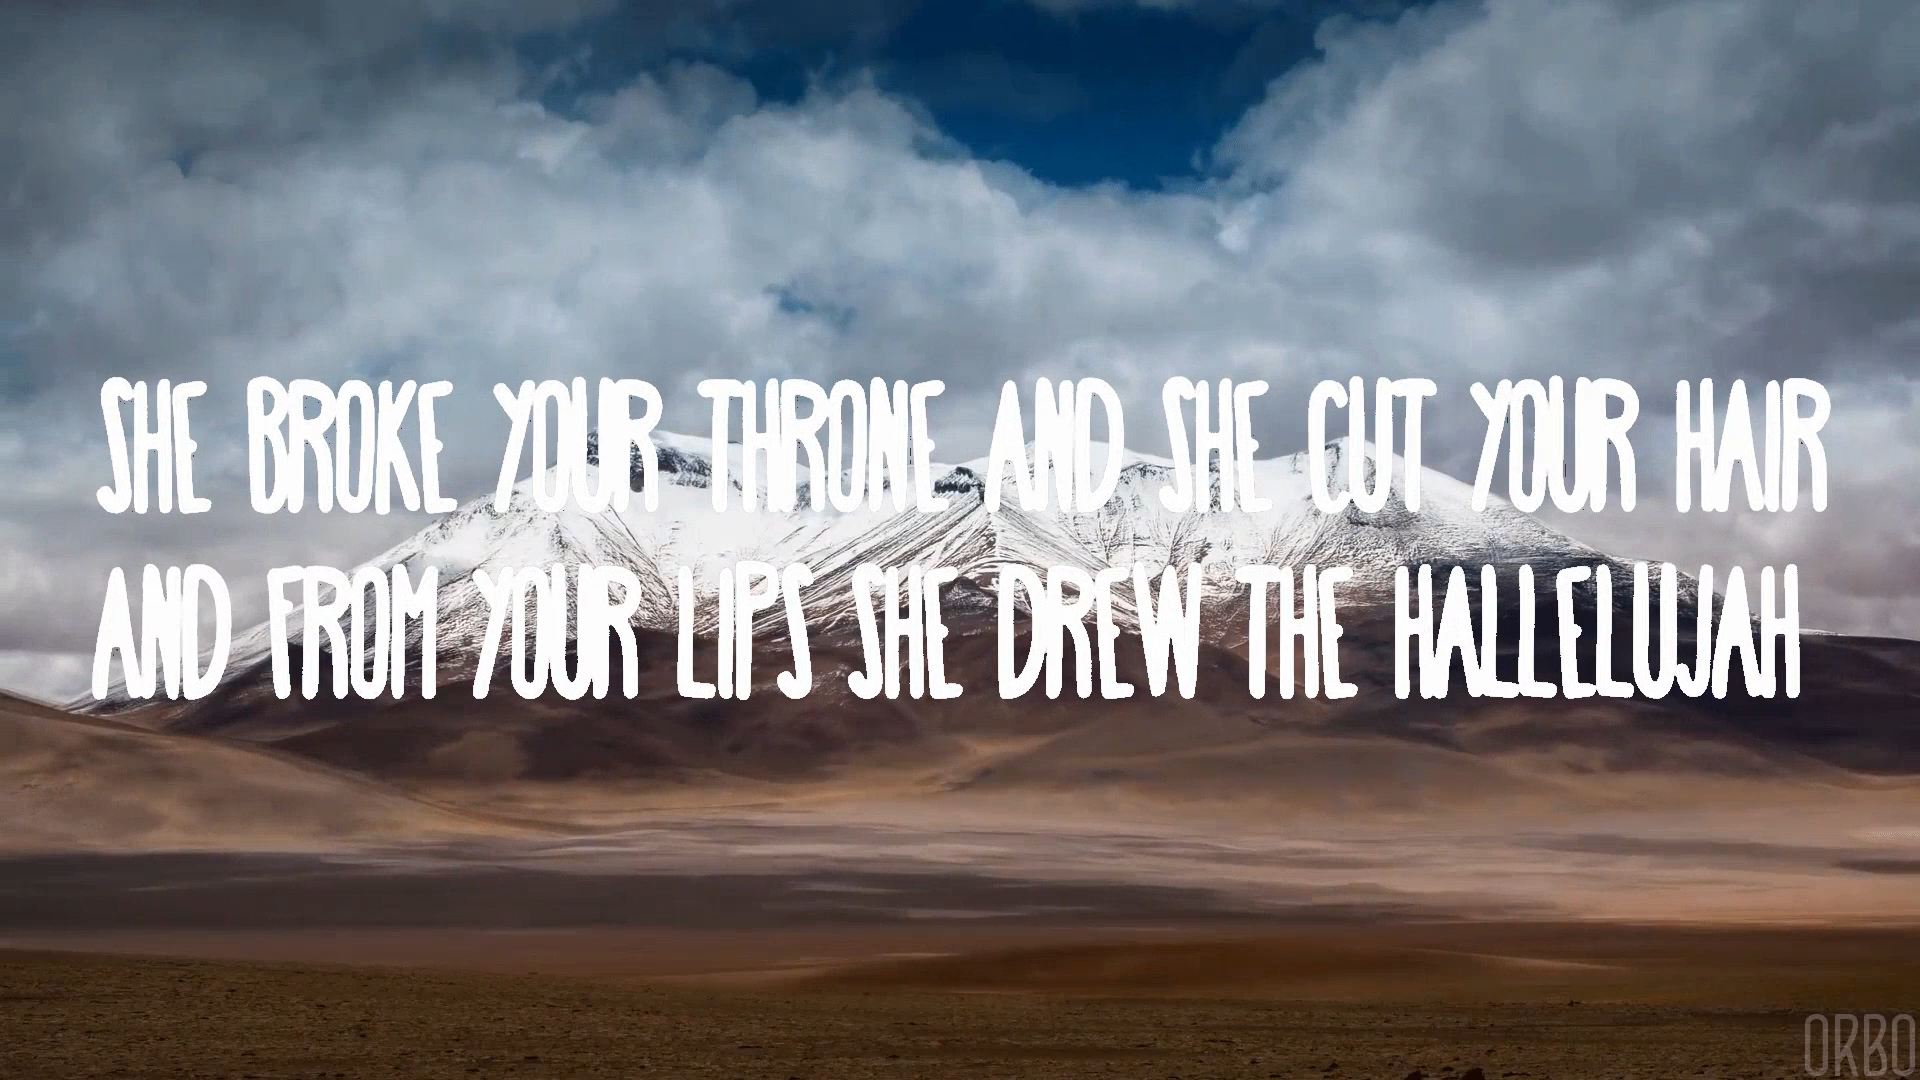 SHE BROKE YOUR THRONE AND SHE CUT YOUR HAIR
AND FROM YOUR LIPS SHE DREW THE HALLELUJAH
ORBO